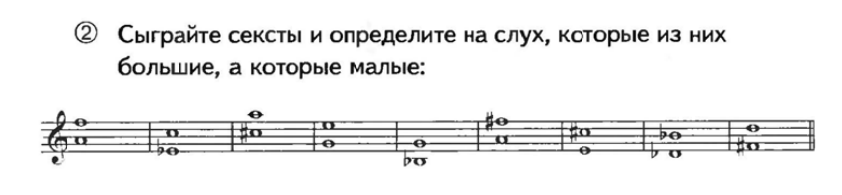 ② Сыграйте сексты и определите на слух, которые из них
большие, а которые малые: